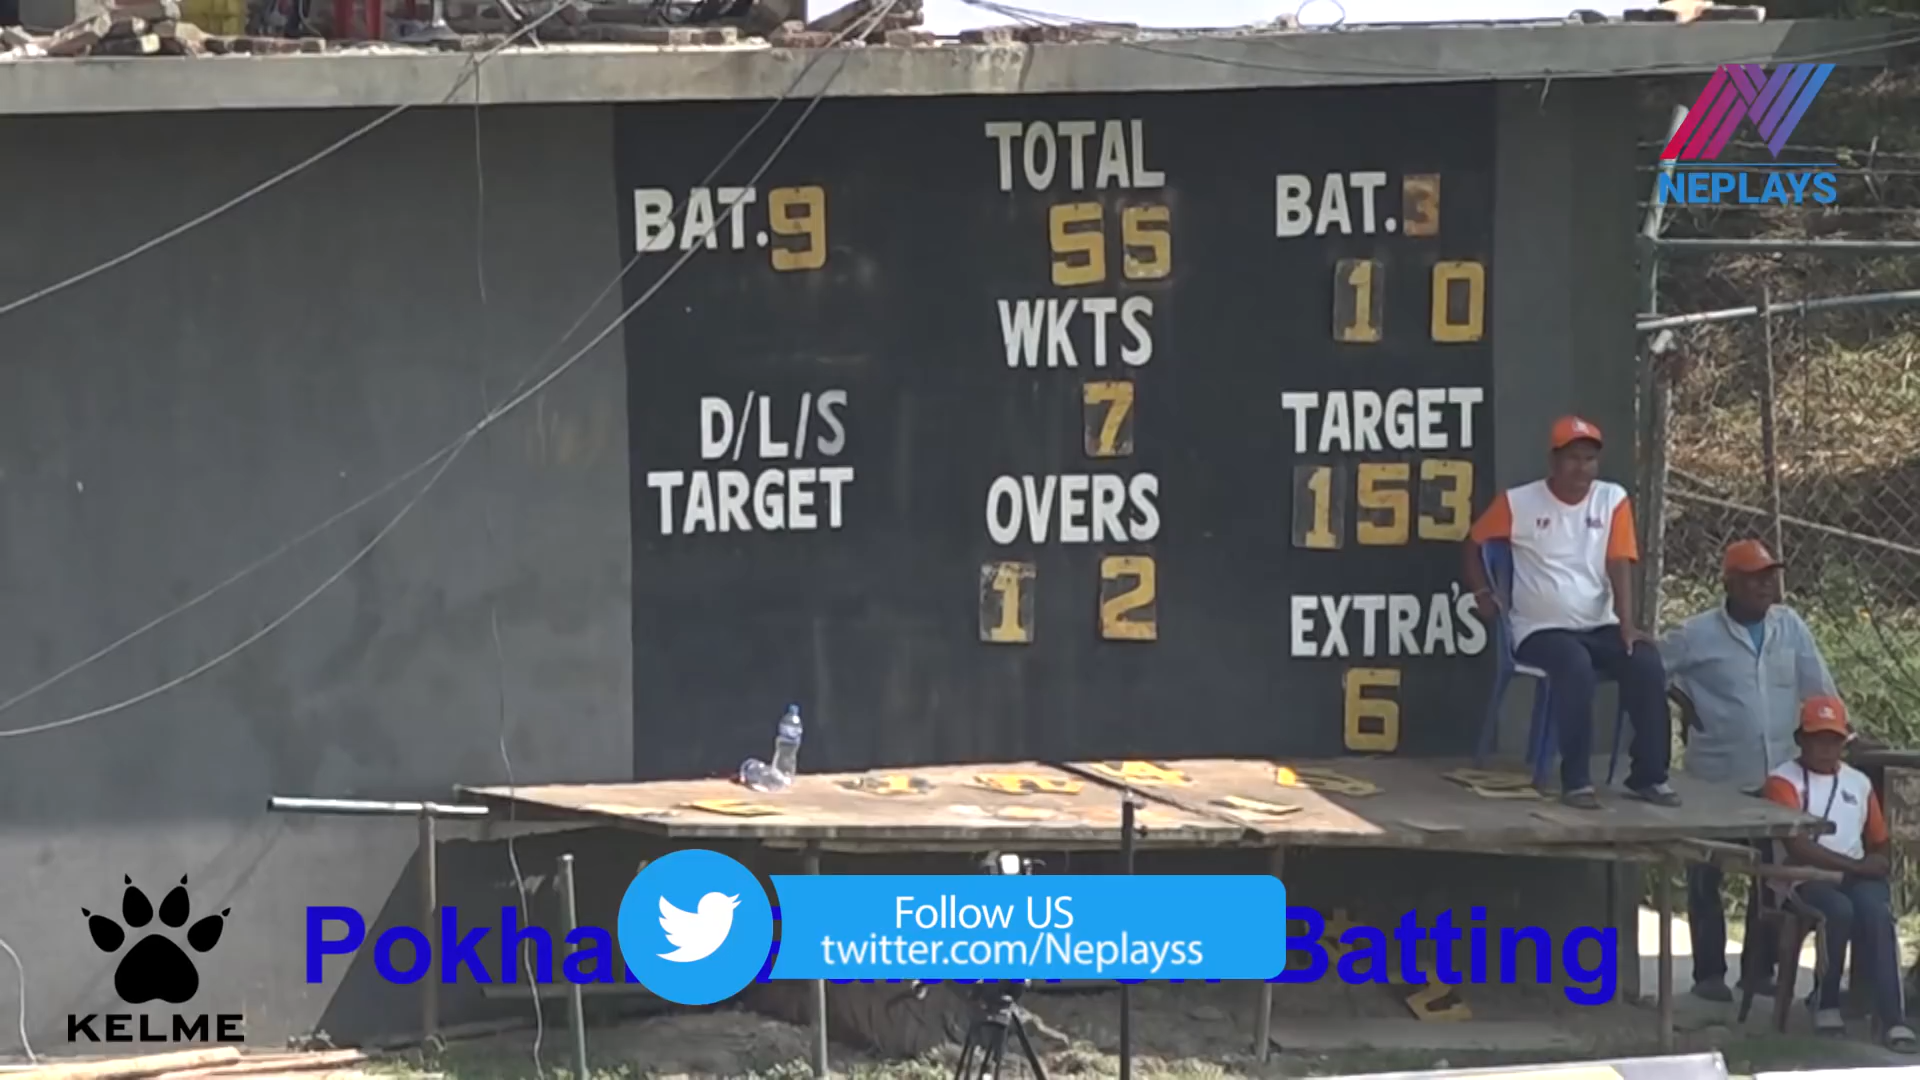 NEPLAYS
TOTAL
BAT.9
55
BAT.3
10
WKTS
7
D/L/S
TARGET
TARGET
153
OVERS
12
EXTRA'S
6
Follow US
twitter.com/Neplayss
Batting
KELME